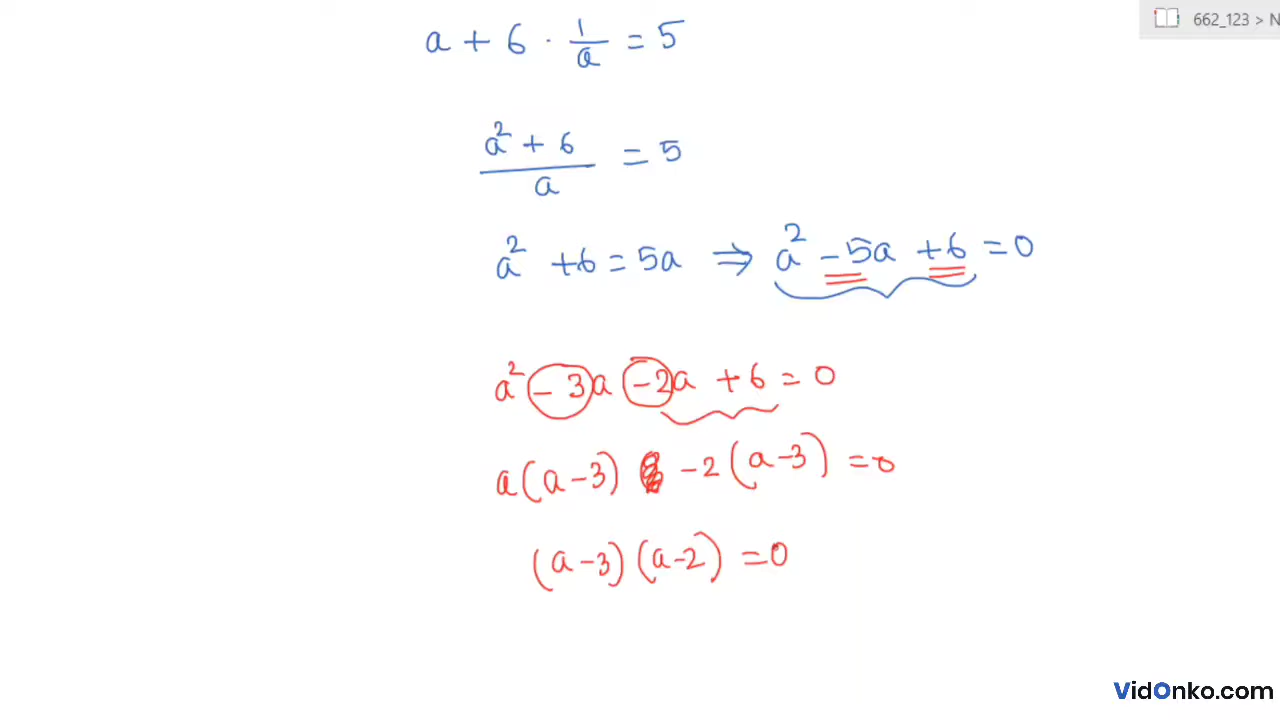 662_123 > N
a + 6 · 1/a = 5
(a² + 6)/a = 5
a² + 6 = 5a ⇒ a² - 5a + 6 = 0
a² - 3a - 2a + 6 = 0
a(a - 3) - 2(a - 3) = 0
(a - 3)(a - 2) = 0
VidOnko.com